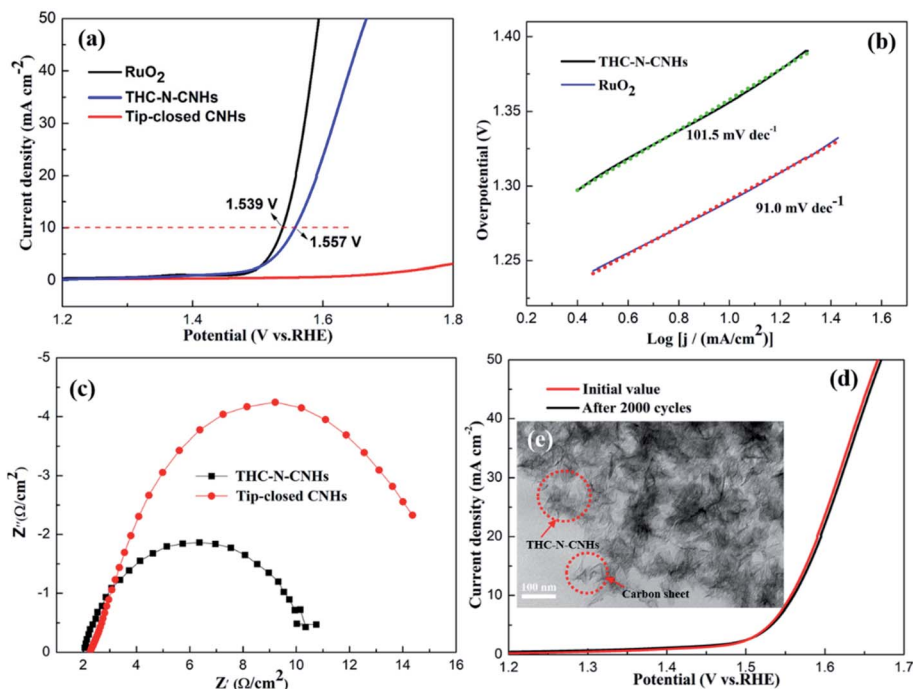 (a)
50
40
30
20
10
0
Current density (mA cm-2)
RuO2
THC-N-CNHs
Tip-closed CNHs
1.539 V
1.557 V
1.2 1.3 1.4 1.5 1.6 1.7 1.8
Potential (V vs.RHE)
(b)
1.40
1.35
1.30
1.25
Overpotential (V)
THC-N-CNHs
RuO2
101.5 mV dec-1
91.0 mV dec-1
0.2 0.4 0.6 0.8 1.0 1.2 1.4 1.6
Log [j / (mA/cm2)]
(c)
-5
-4
-3
-2
-1
0
Z''(Ω/cm2)
THC-N-CNHs
Tip-closed CNHs
0 2 4 6 8 10 12 14 16
Z' (Ω/cm2)
(d)
50
40
30
20
10
0
Current density (mA cm-2)
Initial value
After 2000 cycles
(e)
THC-N-CNHs
Carbon sheet
100 nm
1.2 1.3 1.4 1.5 1.6 1.7
Potential (V vs.RHE)